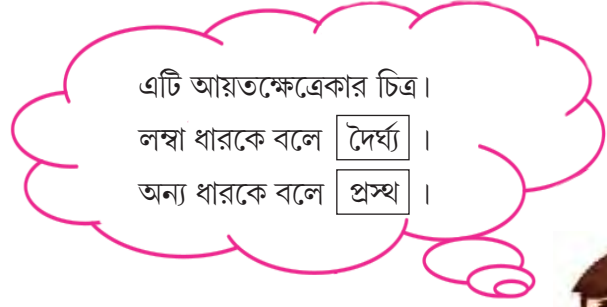 এটি আয়তক্ষেত্রেকার চিত্র।
লম্বা ধারকে বলে দৈর্ঘ্য ।
অন্য ধারকে বলে প্রস্থ ।